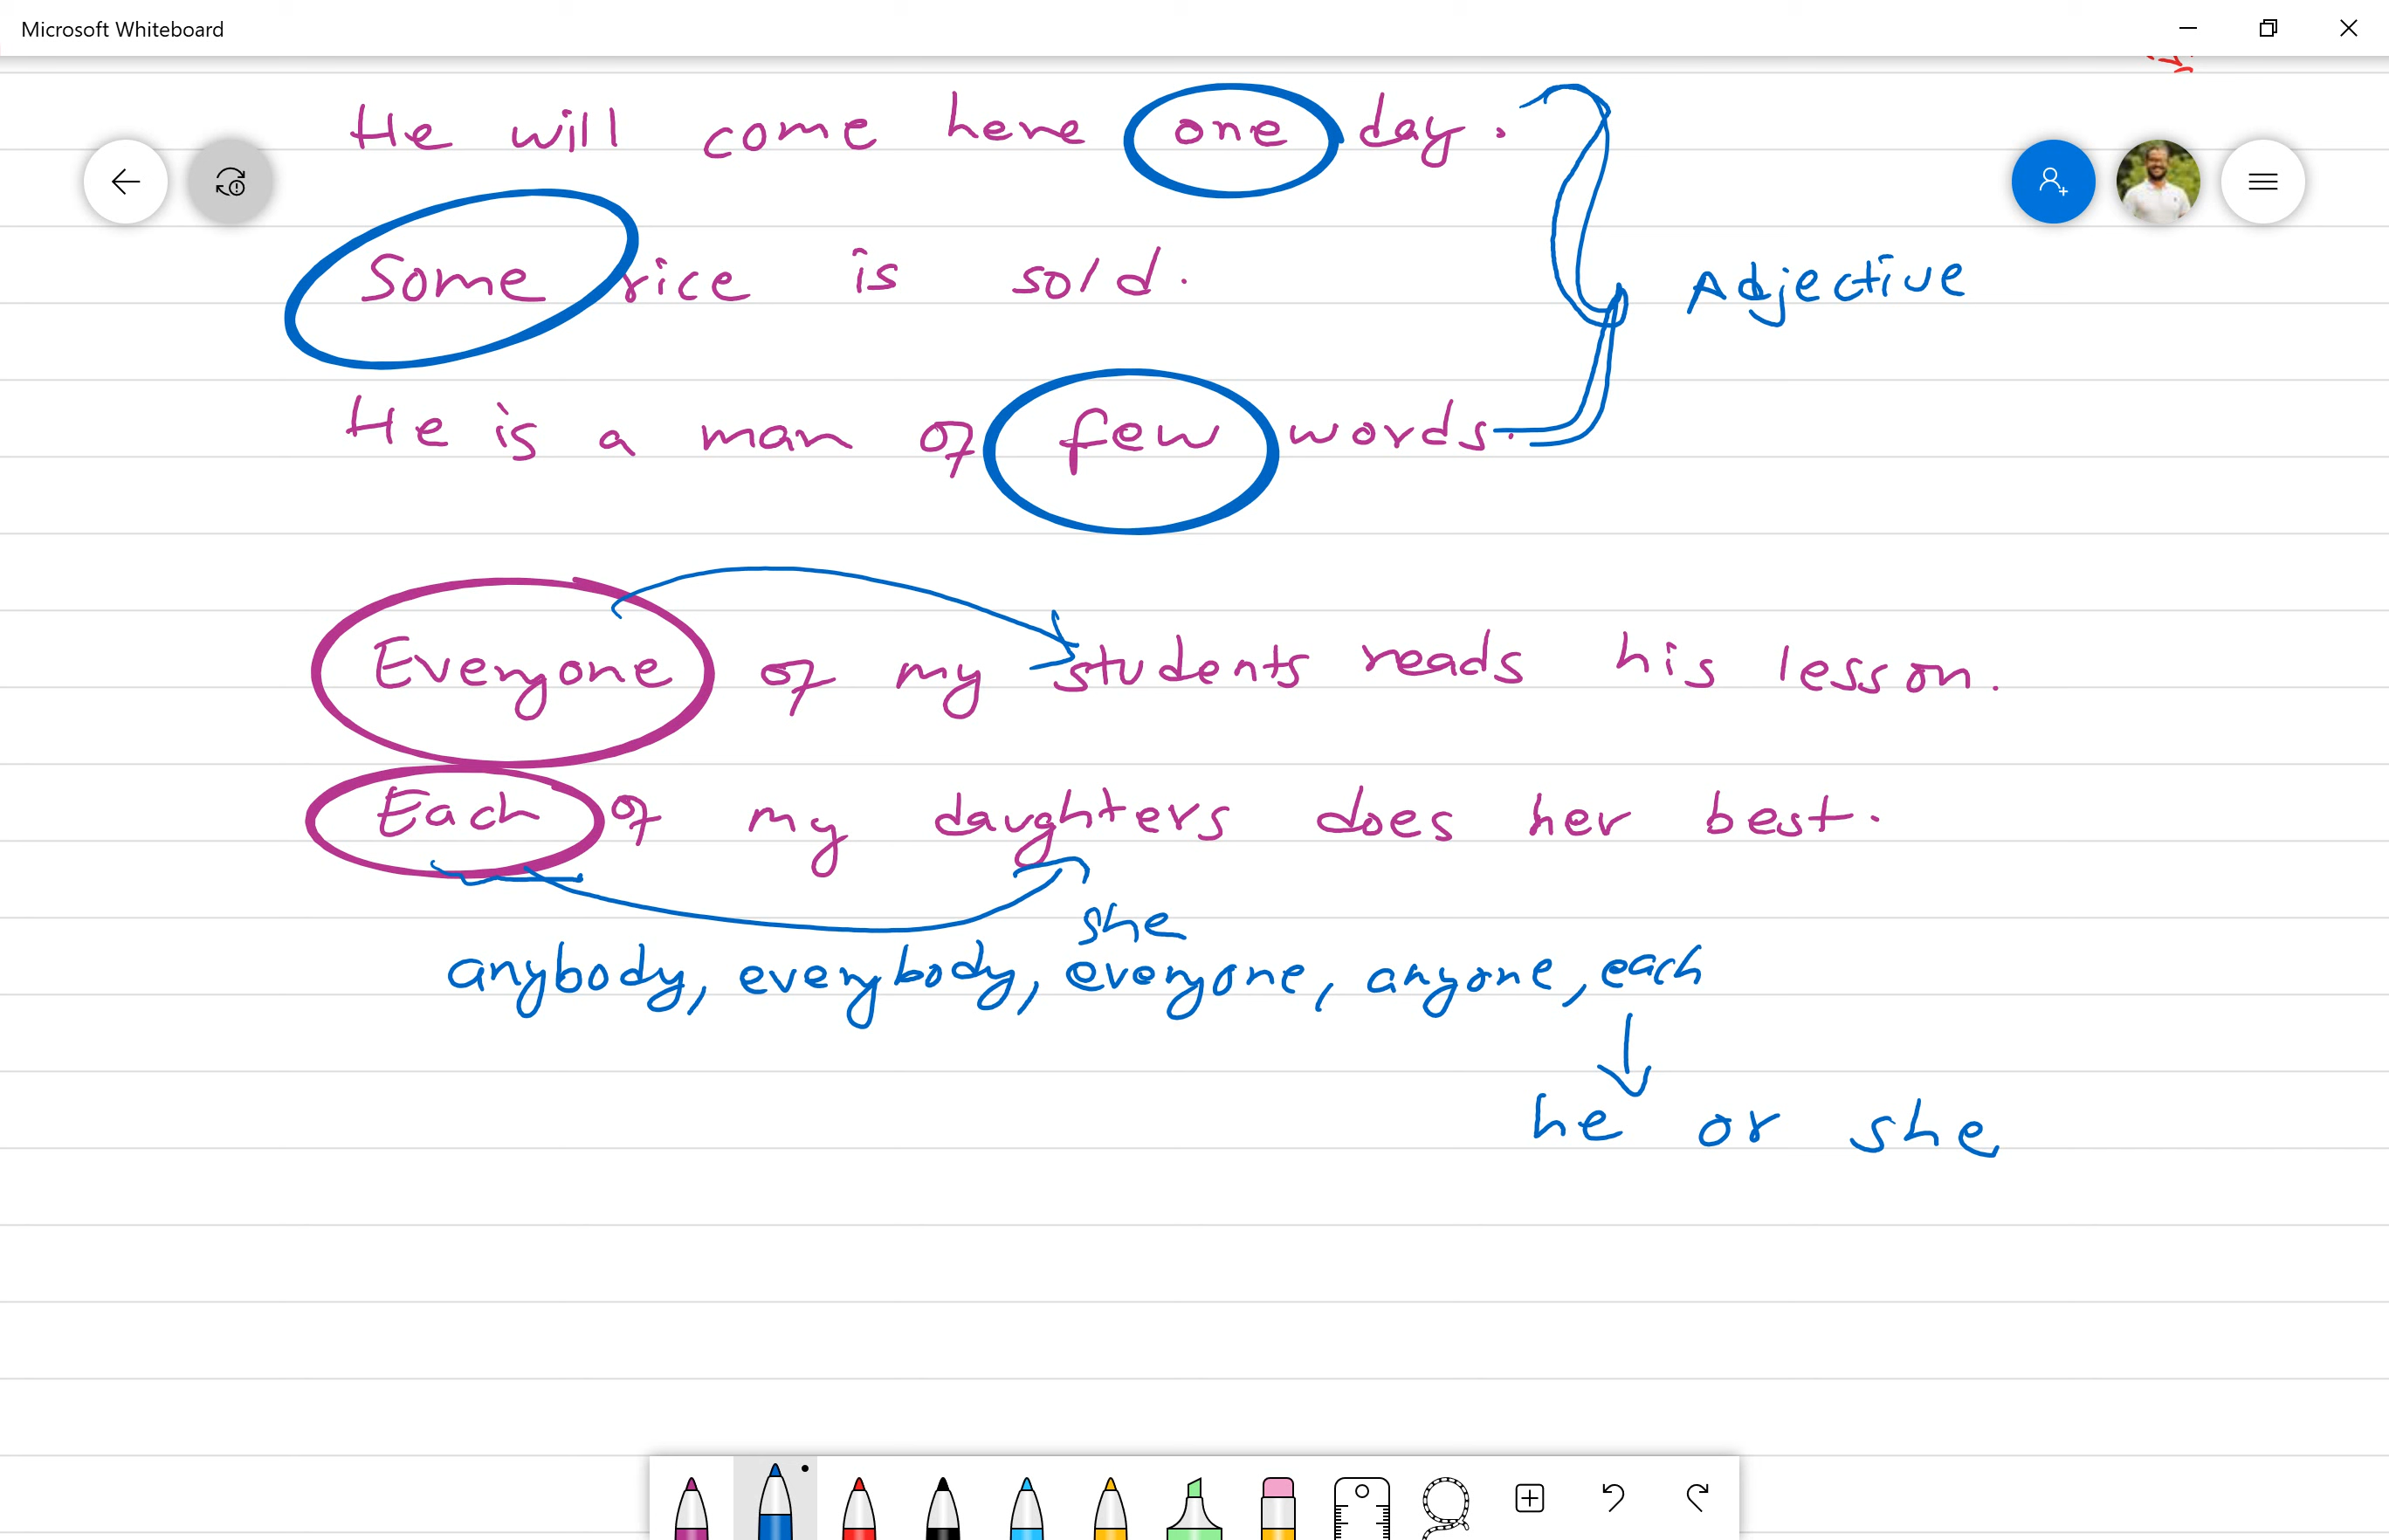 Microsoft Whiteboard
He will come here one day.
Some rice is sold.
Adjective
He is a man of few words.
Everyone of my students reads his lesson.
Each of my daughters does her best.
she
anybody, everybody, everyone, anyone, each
he or she